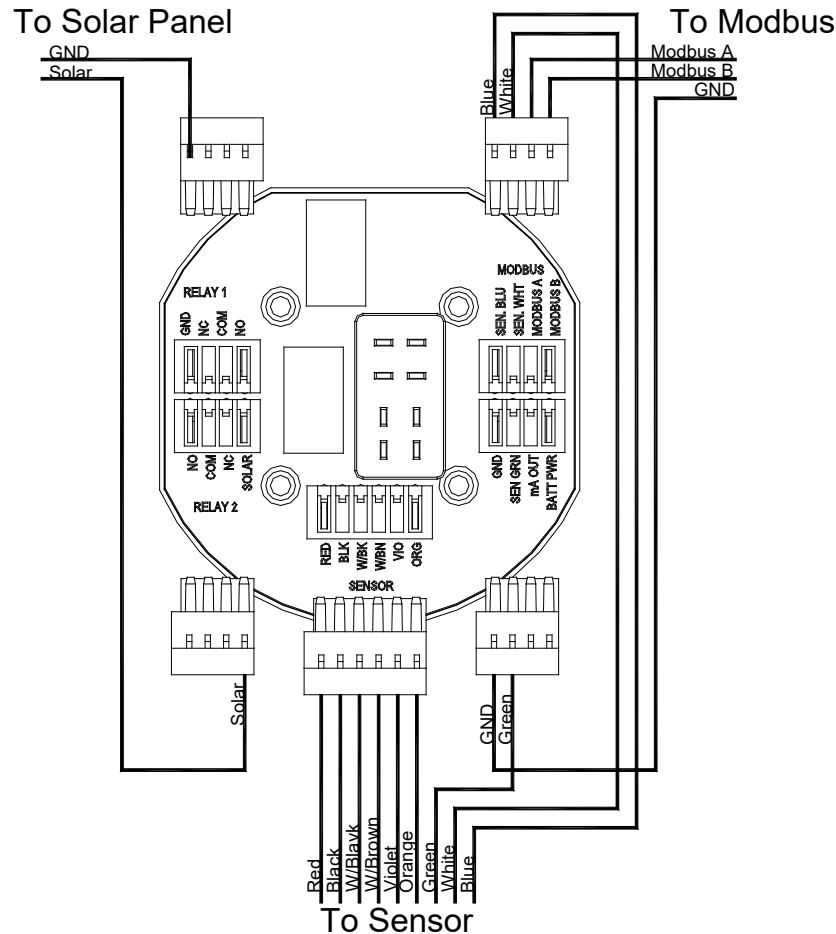 To Solar Panel
To Modbus
GND
Solar
Blue
White
Modbus A
Modbus B
GND
RELAY 1
GND
NC
COM
NO
MODBUS
SEN. BLU
SEN. WHT
MODBUS A
MODBUS B
NO
COM
NC
SOLAR
RELAY 2
GND
SEN GRN
mA OUT
BATT PWR
RED
BLK
W/BK
W/BN
VIO
ORG
SENSOR
Solar
GND
Green
Red
Black
W/Blavk
W/Brown
Violet
Orange
Green
White
Blue
To Sensor